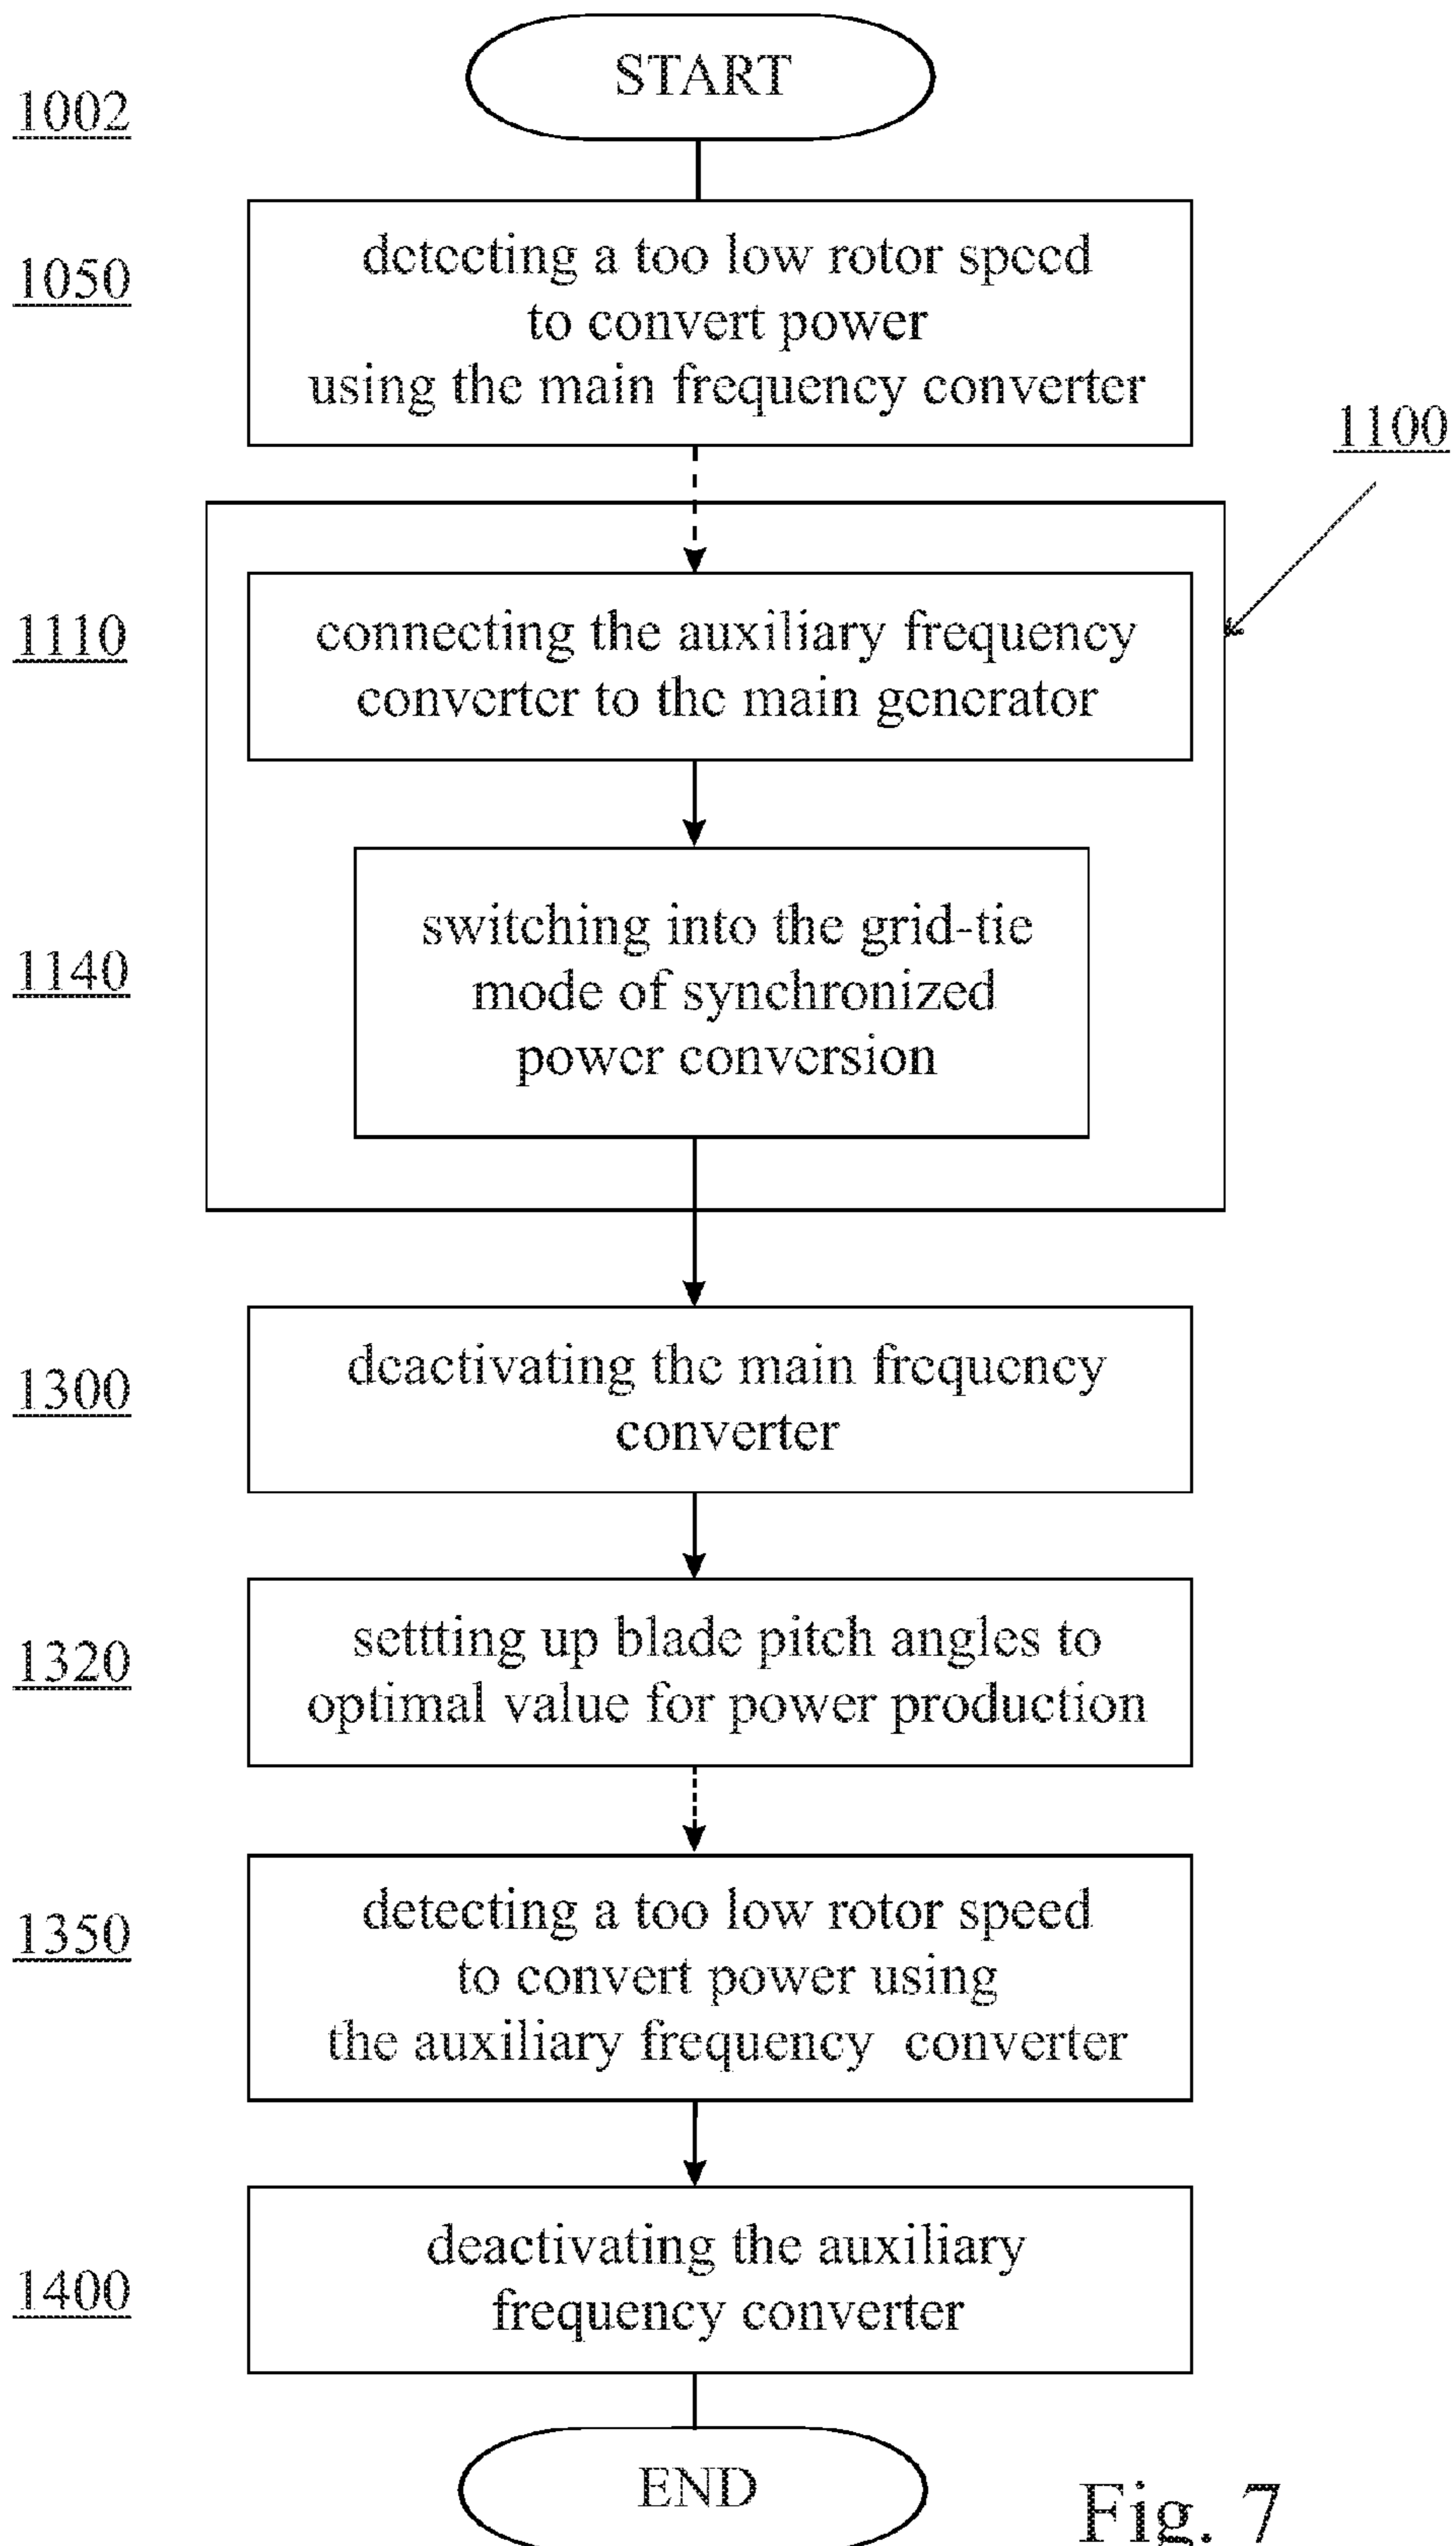 START
1002
1050
detecting a too low rotor speed
to convert power
using the main frequency converter
1100
1110
connecting the auxiliary frequency
converter to the main generator
1140
switching into the grid-tie
mode of synchronized
power conversion
1300
deactivating the main frequency
converter
1320
settting up blade pitch angles to
optimal value for power production
1350
detecting a too low rotor speed
to convert power using
the auxiliary frequency converter
1400
deactivating the auxiliary
frequency converter
END
Fig. 7